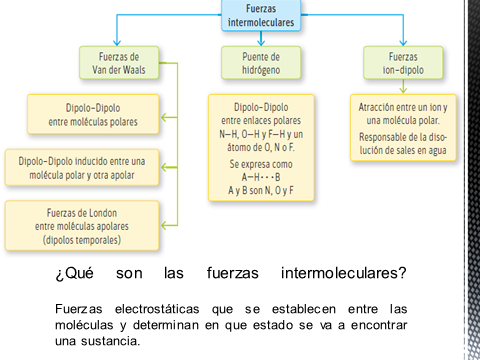 Fuerzas
intermoleculares
Fuerzas de
Van der Waals
Puente de
hidrógeno
Fuerzas
ion-dipolo
Dipolo-Dipolo
entre moléculas polares
Dipolo-Dipolo inducido entre una
molécula polar y otra apolar
Fuerzas de London
entre moléculas apolares
(dipolos temporales)
Dipolo-Dipolo
entre enlaces polares
N—H, O—H y F—H y un
átomo de O, N o F.
Se expresa como
A—H···B
A y B son N, O y F
Atracción entre un ion y
una molécula polar.
Responsable de la diso-
lución de sales en agua
¿Qué son las fuerzas intermoleculares?
Fuerzas electrostáticas que se establecen entre las
moléculas y determinan en que estado se va a encontrar
una sustancia.